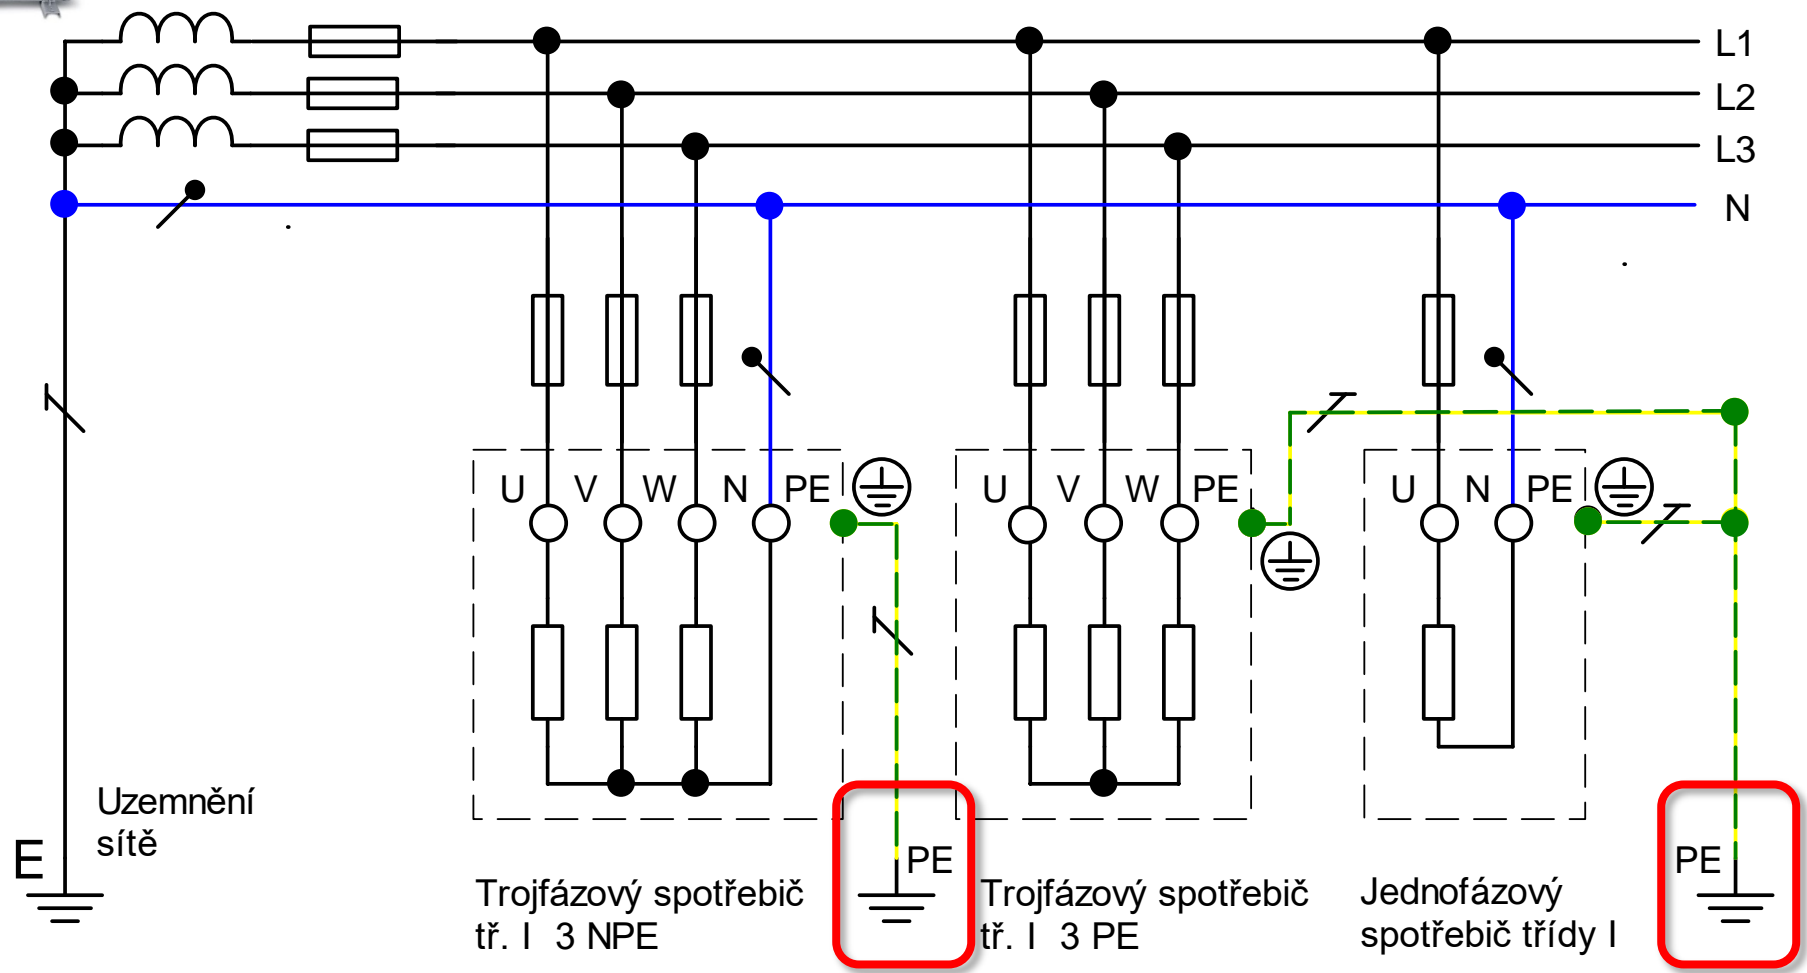 L1
L2
L3
N
U V W N PE
U V W PE
U N PE
Uzemnění
sítě
E
PE
PE
Trojfázový spotřebič
tř. I 3 NPE
Trojfázový spotřebič
tř. I 3 PE
Jednofázový
spotřebič třídy I